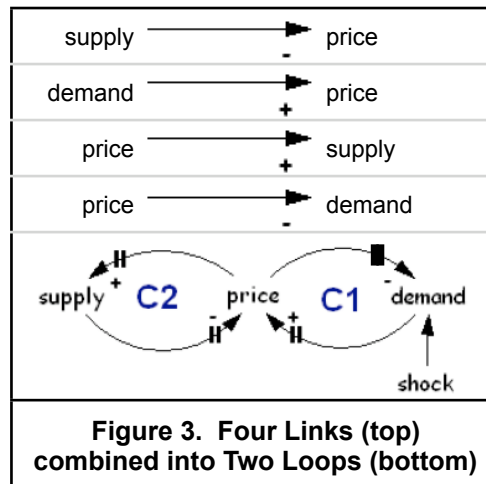 supply - price
demand + price
price + supply
price - demand
supply + C2 - price + C1 - demand
shock
Figure 3. Four Links (top)
combined into Two Loops (bottom)